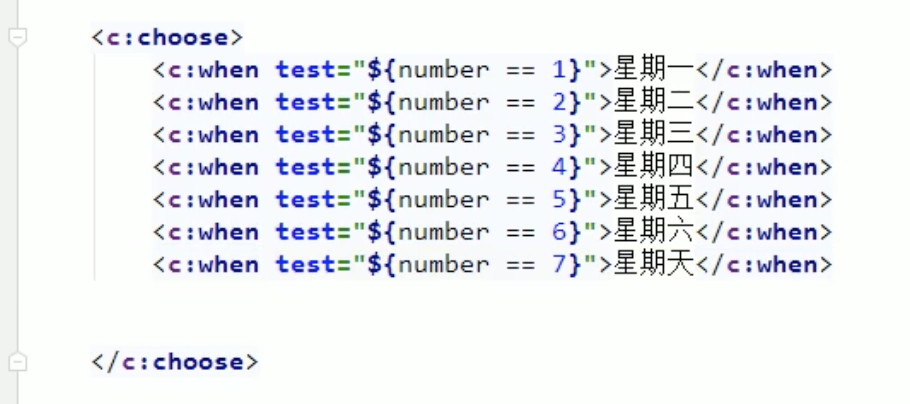 <c:choose>
<c:when test="${number == 1}">星期一</c:when>
<c:when test="${number == 2}">星期二</c:when>
<c:when test="${number == 3}">星期三</c:when>
<c:when test="${number == 4}">星期四</c:when>
<c:when test="${number == 5}">星期五</c:when>
<c:when test="${number == 6}">星期六</c:when>
<c:when test="${number == 7}">星期天</c:when>
</c:choose>